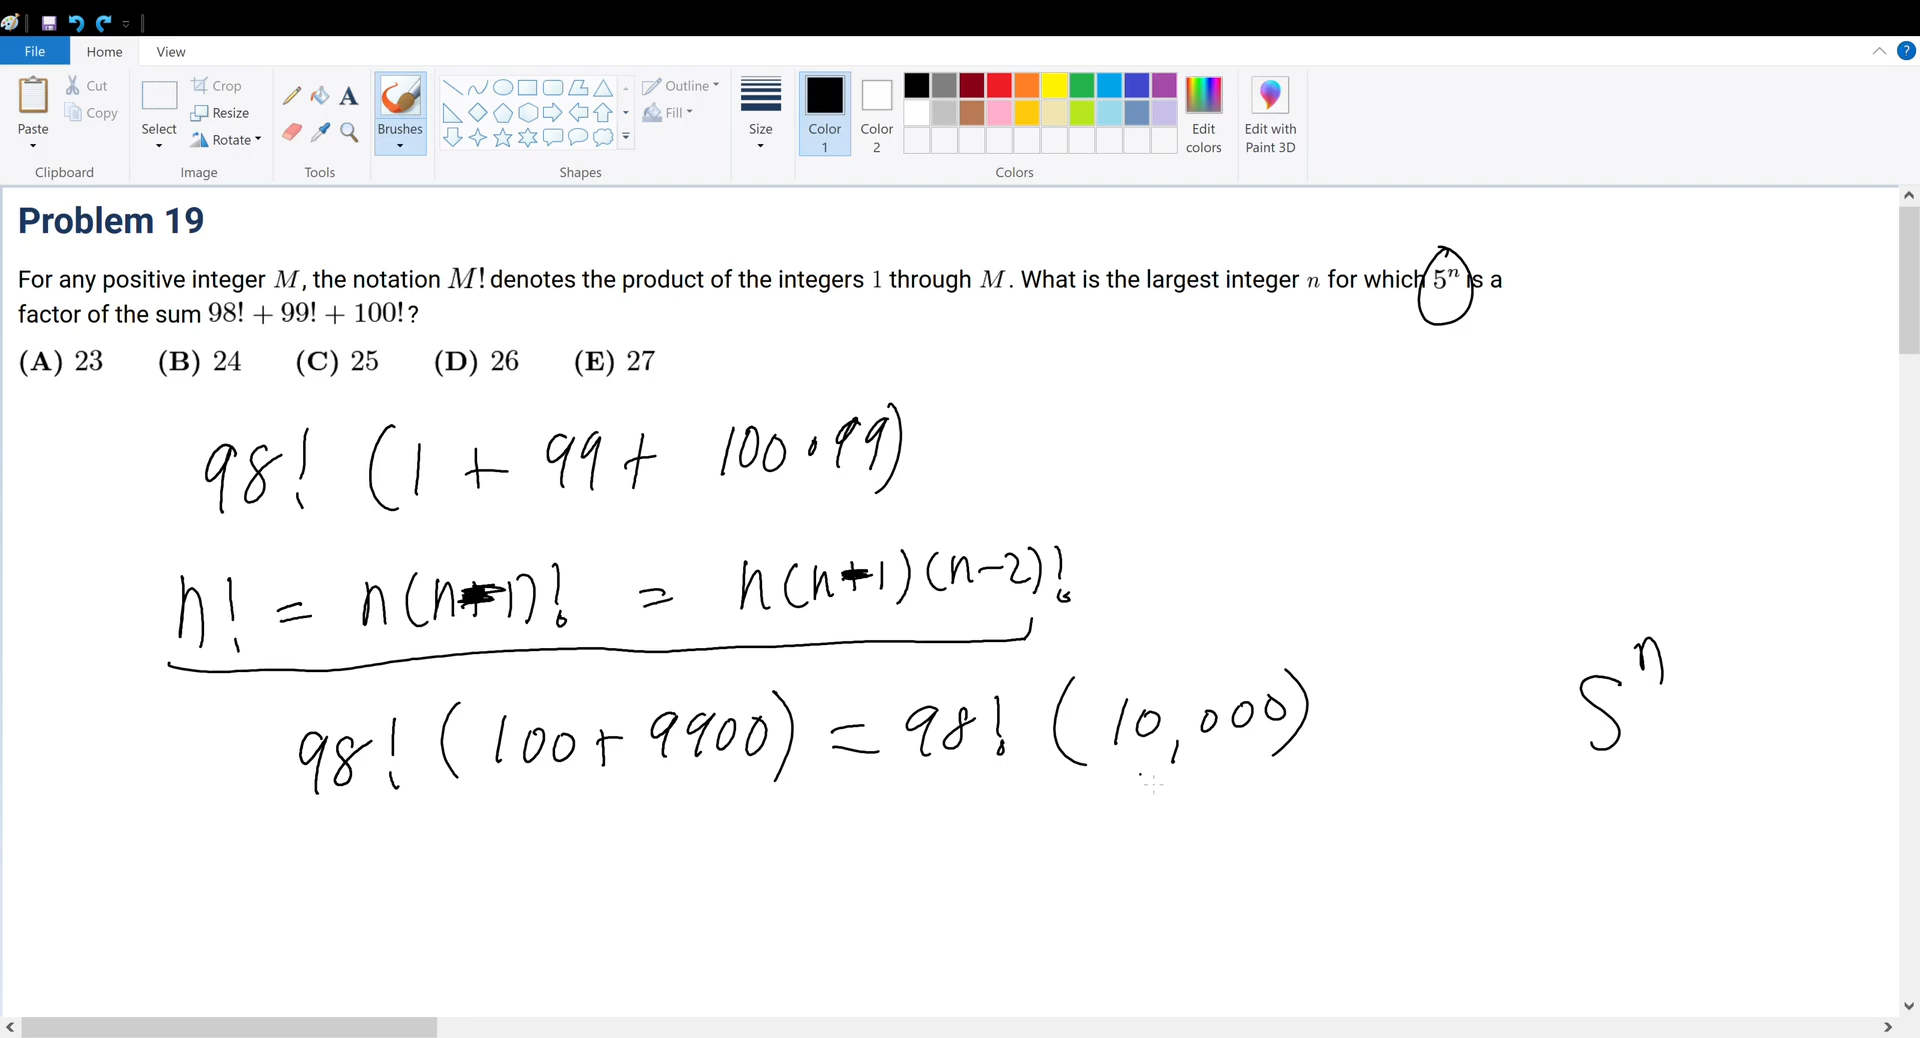 File Home View
Paste Cut Copy Clipboard
Select Crop Resize Rotate Image
A Tools
Brushes
Shapes
Outline Fill
Size
Color 1 Color 2 Edit colors Colors
Edit with Paint 3D
?
Problem 19
For any positive integer M, the notation M! denotes the product of the integers 1 through M. What is the largest integer n for which 5ⁿ is a
factor of the sum 98! + 99! + 100!?
(A) 23 (B) 24 (C) 25 (D) 26 (E) 27
98! (1 + 99 + 100·99)
n! = n(n-1)! = n(n-1)(n-2)!
5ⁿ
98! (100+9900) = 98! (10,000)